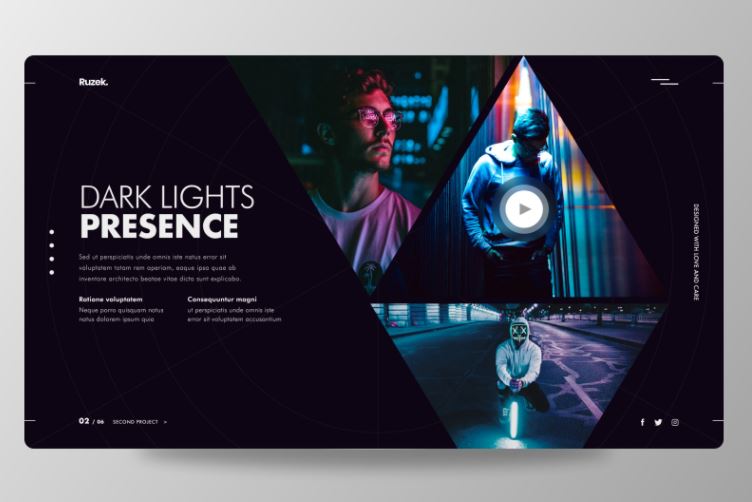 Ruzek.
DARK LIGHTS
PRESENCE
Sed ut perspiciatis unde omnis iste natus error sit
voluptatem totam rem aperiam, eaque ipsa quae ab
inventore architecto beatae vitae dicta sunt explicabo.
Ratione voluptatem
Neque porro quisquam notus
natus dolorem ipsum quia
Consequuntur magni
ut perspiciatis unde omnis iste
error sit voluptatem accusantium
DESIGNED WITH LOVE AND CARE
02 / 06 SECOND PROJECT >